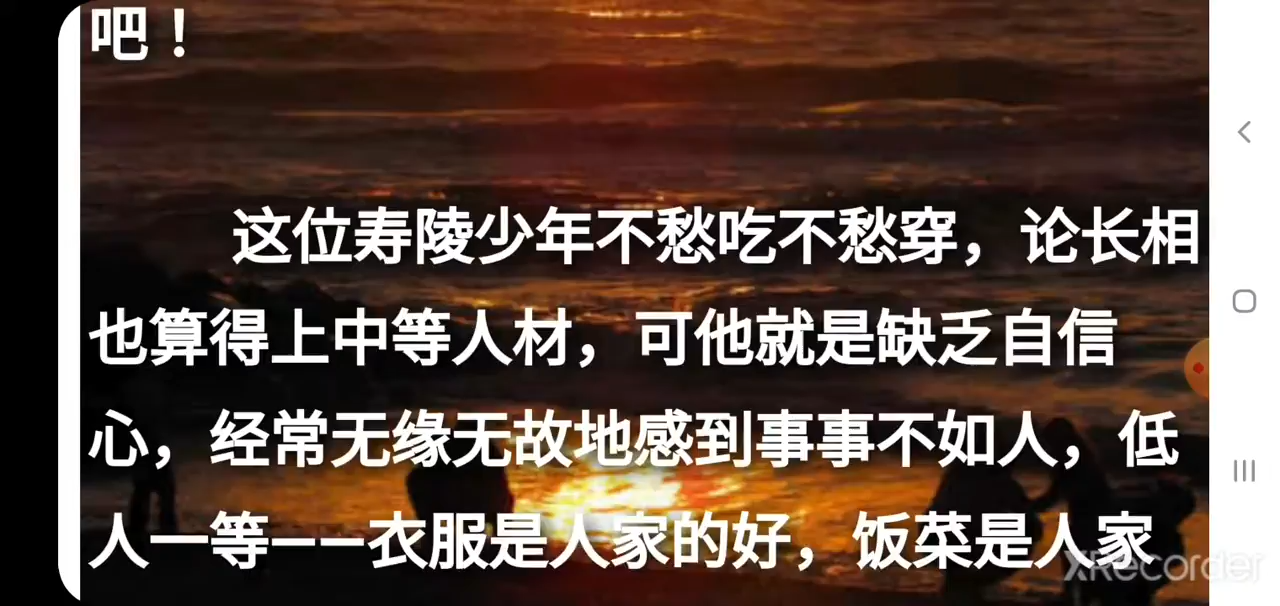 吧！
这位寿陵少年不愁吃不愁穿，论长相
也算得上中等人材，可他就是缺乏自信
心，经常无缘无故地感到事事不如人，低
人一等——衣服是人家的好，饭菜是人家
XRecorder